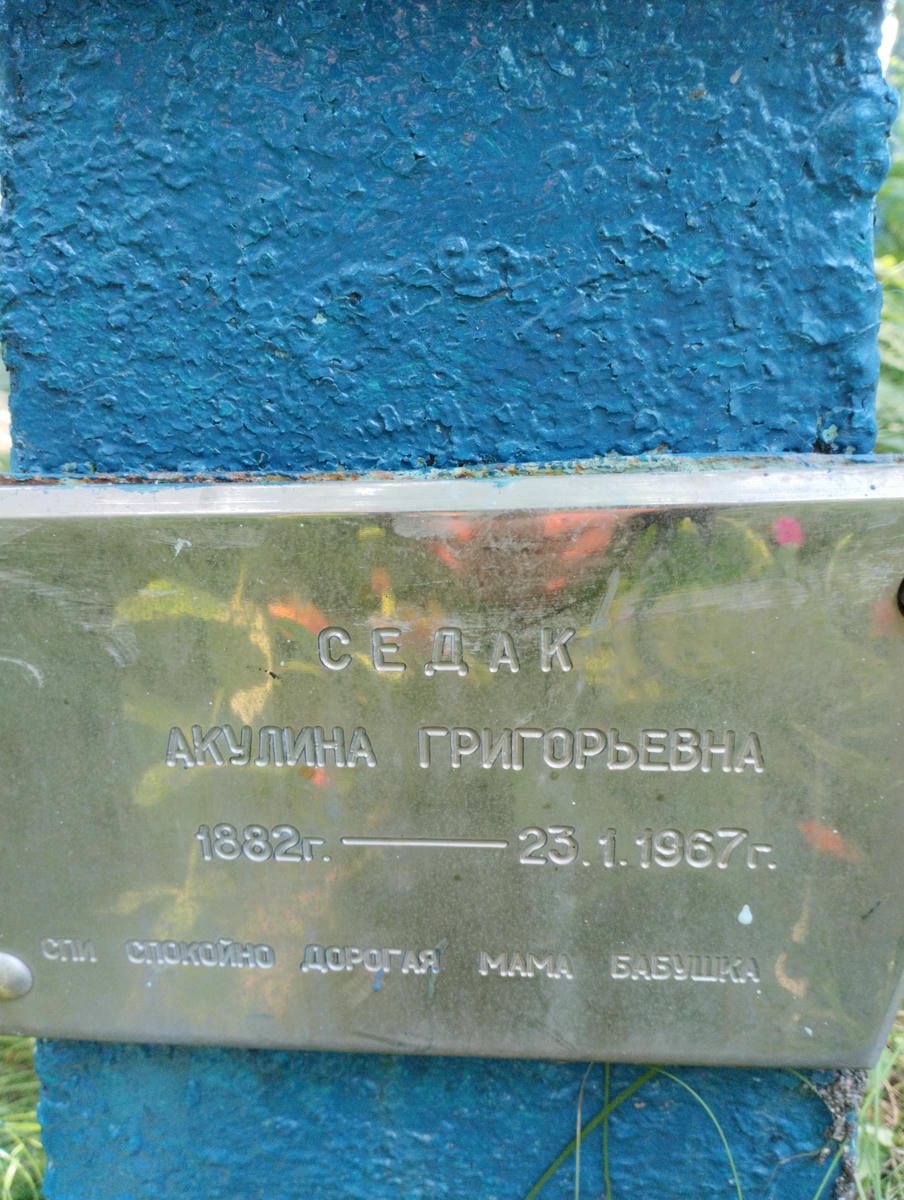 СЕДАК
АКУЛИНА ГРИГОРЬЕВНА
1882г. — 23.1.1967г.
СПИ СПОКОЙНО ДОРОГАЯ МАМА БАБУШКА